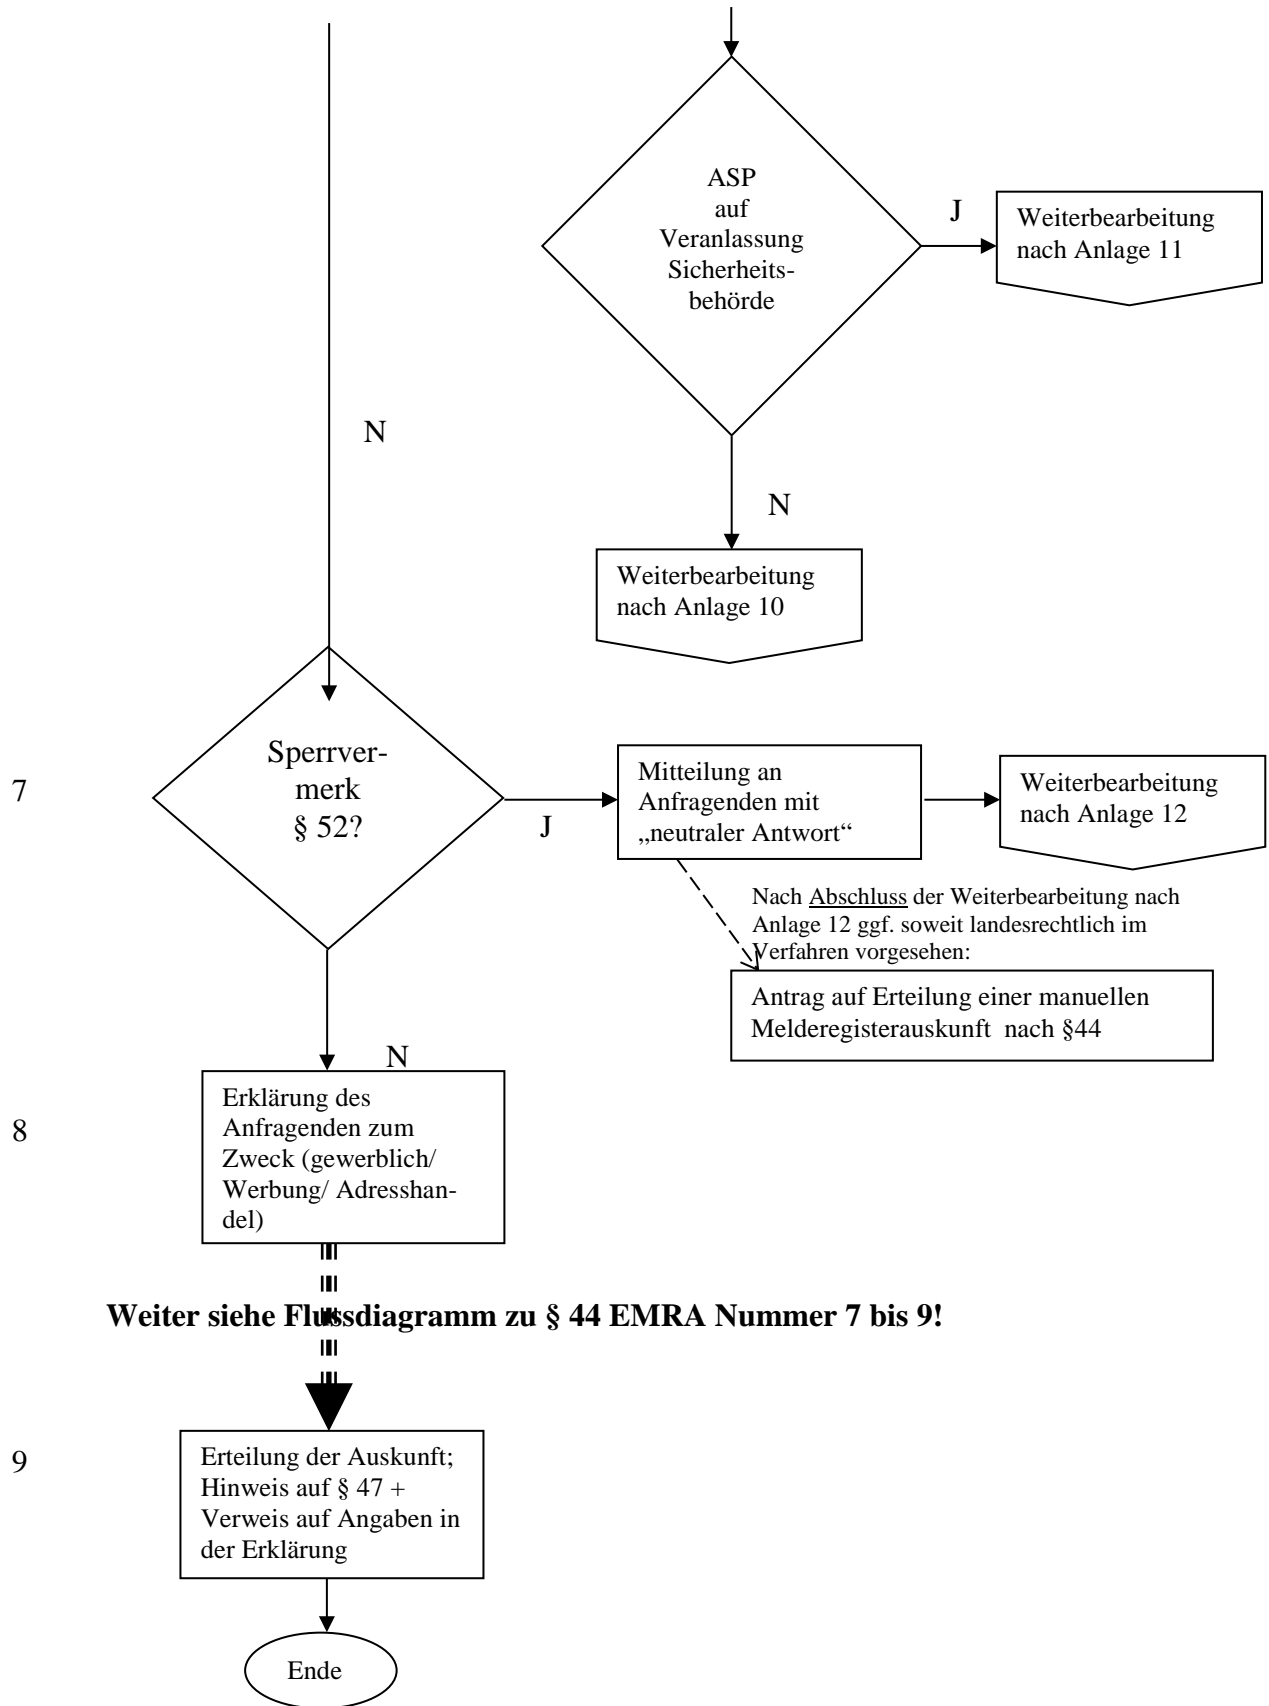 ASP
auf
Veranlassung
Sicherheits-
behörde
J
Weiterbearbeitung
nach Anlage 11
N
N
Weiterbearbeitung
nach Anlage 10
7
Sperrver-
merk
§ 52?
J
Mitteilung an
Anfragenden mit
„neutraler Antwort“
Weiterbearbeitung
nach Anlage 12
Nach Abschluss der Weiterbearbeitung nach
Anlage 12 ggf. soweit landesrechtlich im
Verfahren vorgesehen:
Antrag auf Erteilung einer manuellen
Melderegisterauskunft nach §44
N
8
Erklärung des
Anfragenden zum
Zweck (gewerblich/
Werbung/ Adresshan-
del)
Weiter siehe Flussdiagramm zu § 44 EMRA Nummer 7 bis 9!
9
Erteilung der Auskunft;
Hinweis auf § 47 +
Verweis auf Angaben in
der Erklärung
Ende